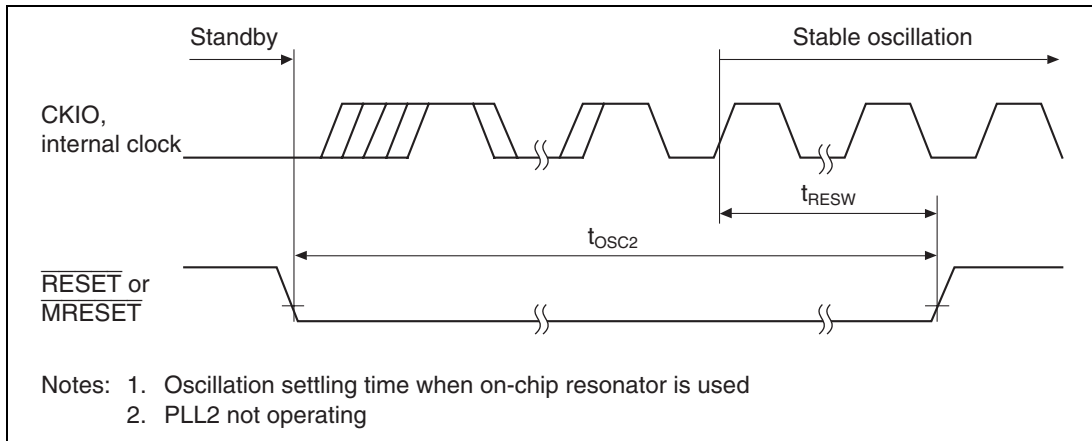 Standby
Stable oscillation
CKIO,
internal clock
tRESW
tOSC2
RESET or
MRESET
Notes: 1. Oscillation settling time when on-chip resonator is used
2. PLL2 not operating